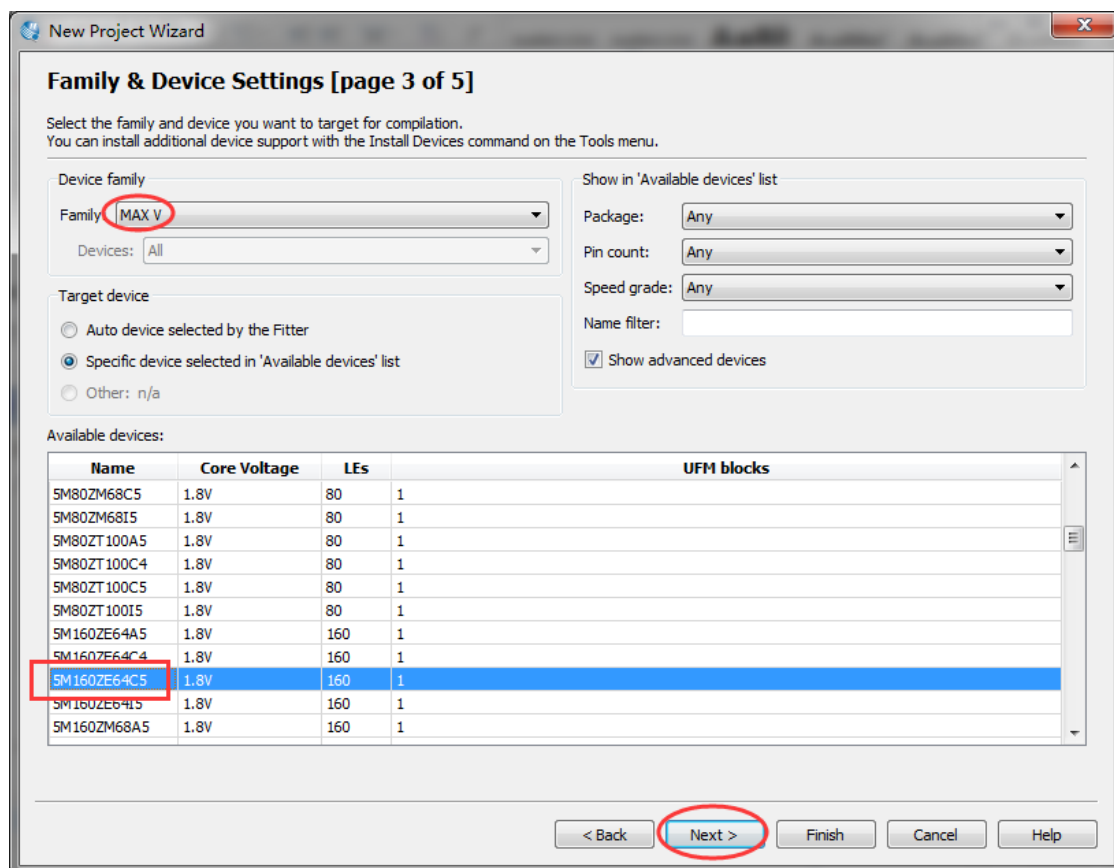 New Project Wizard
Family & Device Settings [page 3 of 5]
Select the family and device you want to target for compilation.
You can install additional device support with the Install Devices command on the Tools menu.
Device family
Family MAX V
Devices: All
Target device
Auto device selected by the Fitter
Specific device selected in 'Available devices' list
Other: n/a
Show in 'Available devices' list
Package: Any
Pin count: Any
Speed grade: Any
Name filter:
Show advanced devices
Available devices:
Name Core Voltage LEs UFM blocks
5M80ZM68C5 1.8V 80 1
5M80ZM68I5 1.8V 80 1
5M80ZT100A5 1.8V 80 1
5M80ZT100C4 1.8V 80 1
5M80ZT100C5 1.8V 80 1
5M80ZT100I5 1.8V 80 1
5M160ZE64A5 1.8V 160 1
5M160ZE64C4 1.8V 160 1
5M160ZE64C5 1.8V 160 1
5M160ZE64I5 1.8V 160 1
5M160ZM68A5 1.8V 160 1
< Back Next > Finish Cancel Help